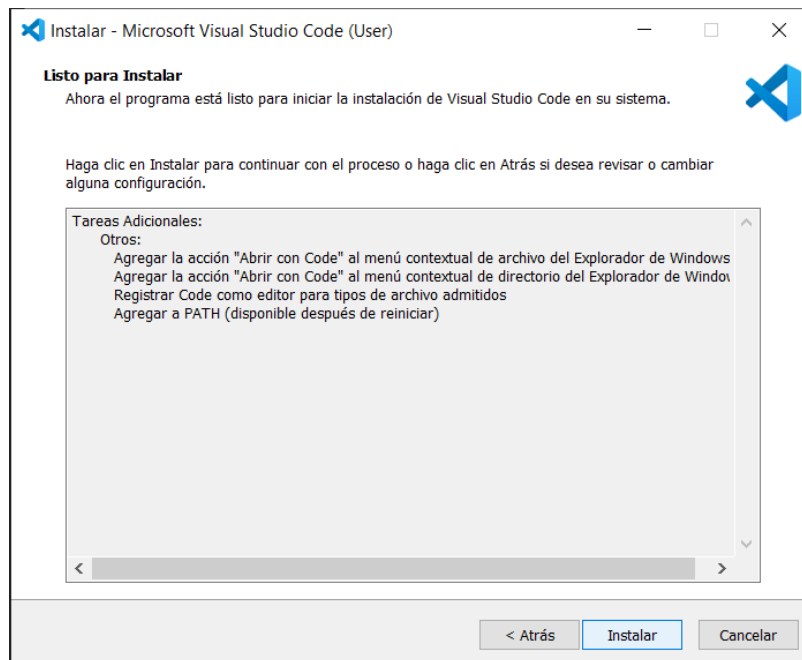 Instalar - Microsoft Visual Studio Code (User)
Listo para Instalar
Ahora el programa está listo para iniciar la instalación de Visual Studio Code en su sistema.
Haga clic en Instalar para continuar con el proceso o haga clic en Atrás si desea revisar o cambiar
alguna configuración.
Tareas Adicionales:
Otros:
Agregar la acción "Abrir con Code" al menú contextual de archivo del Explorador de Windows
Agregar la acción "Abrir con Code" al menú contextual de directorio del Explorador de
Registrar Code como editor para tipos de archivo admitidos
Agregar a PATH (disponible después de reiniciar)
< Atrás Instalar Cancelar